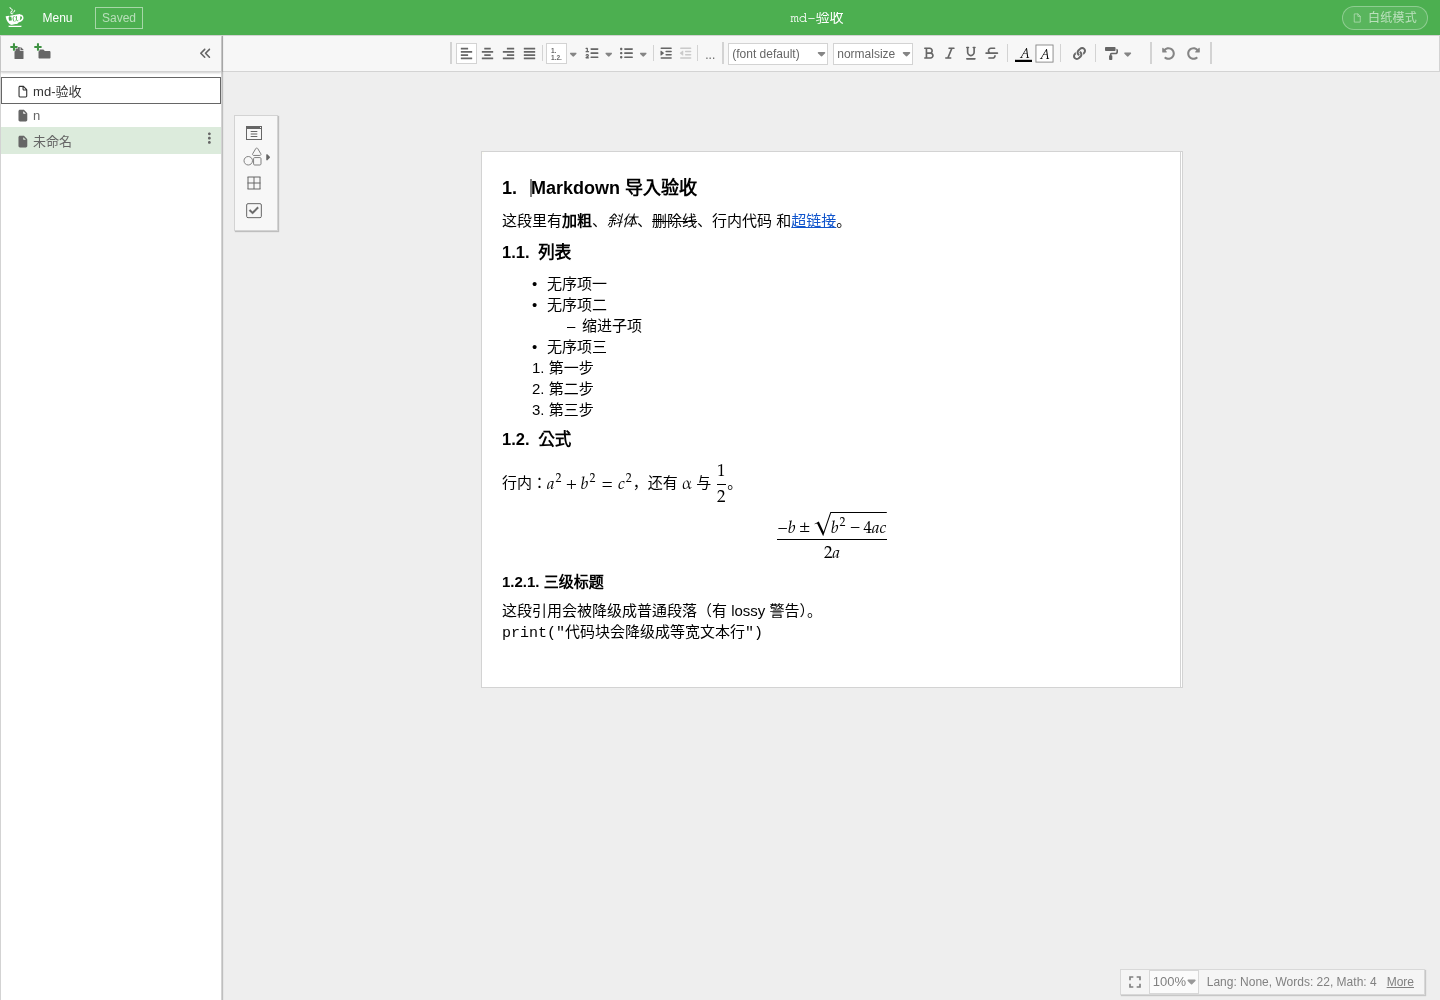 Menu
Saved
md-验收
白纸模式
...
(font default)
normalsize
B I U S A A
md-验收
n
未命名
1. Markdown 导入验收
这段里有加粗、斜体、删除线、行内代码 和超链接。
1.1. 列表
• 无序项一
• 无序项二
– 缩进子项
• 无序项三
1. 第一步
2. 第二步
3. 第三步
1.2. 公式
行内：a² + b² = c²，还有 α 与 1/2。
(−b ± √(b² − 4ac))/(2a)
1.2.1. 三级标题
这段引用会被降级成普通段落（有 lossy 警告）。
print("代码块会降级成等宽文本行")
100%
Lang: None, Words: 22, Math: 4 More